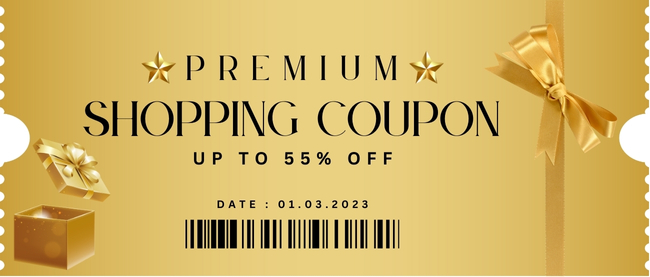 PREMIUM
SHOPPING COUPON
UP TO 55% OFF
DATE : 01.03.2023